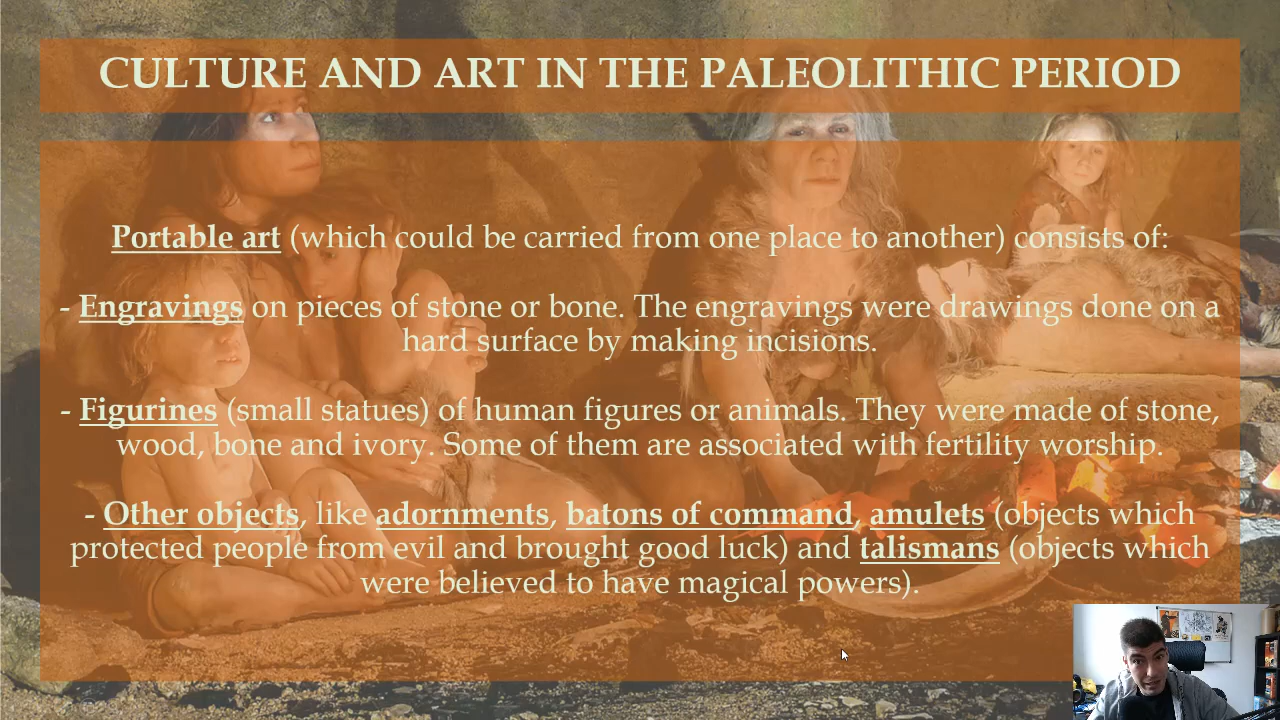 CULTURE AND ART IN THE PALEOLITHIC PERIOD
Portable art (which could be carried from one place to another) consists of:
- Engravings on pieces of stone or bone. The engravings were drawings done on a
hard surface by making incisions.
- Figurines (small statues) of human figures or animals. They were made of stone,
wood, bone and ivory. Some of them are associated with fertility worship.
- Other objects, like adornments, batons of command, amulets (objects which
protected people from evil and brought good luck) and talismans (objects which
were believed to have magical powers).